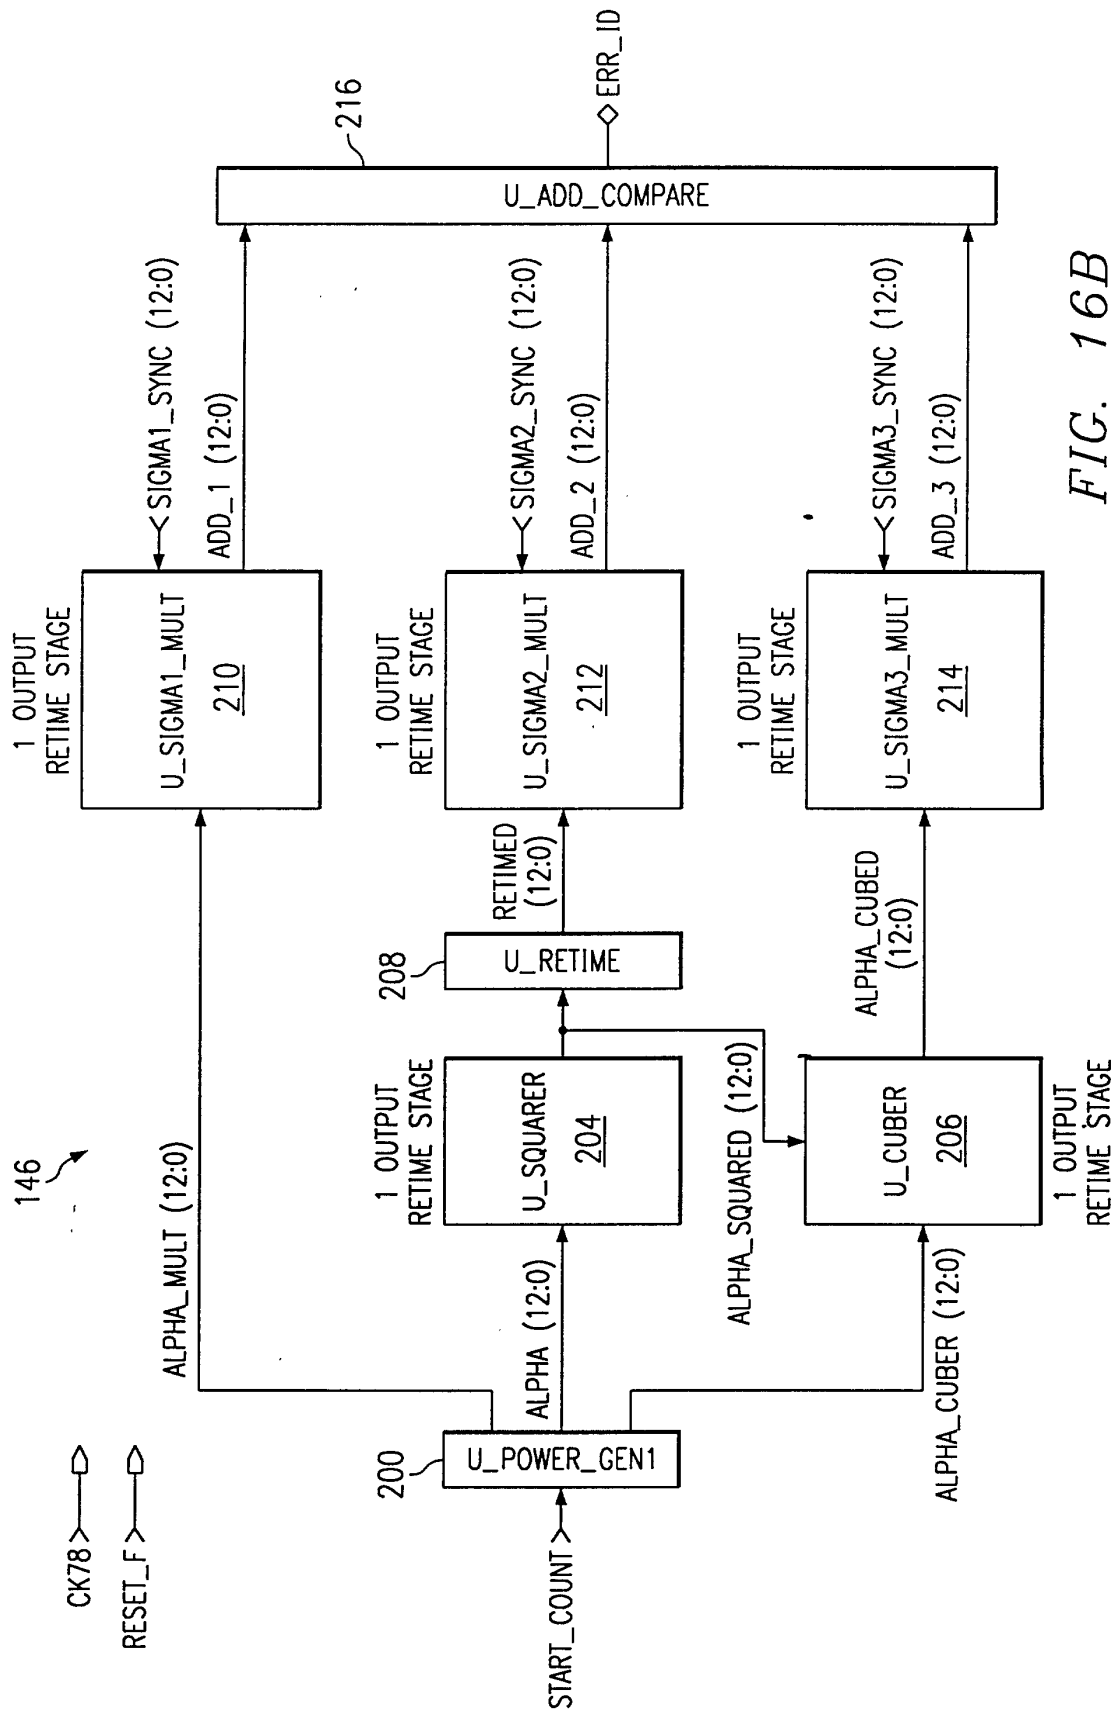 146
CK78
RESET_F
START_COUNT
200
U_POWER_GEN1
ALPHA_MULT (12:0)
ALPHA (12:0)
ALPHA_CUBER (12:0)
1 OUTPUT
RETIME STAGE
U_SQUARER
204
ALPHA_SQUARED (12:0)
U_CUBER
206
1 OUTPUT
RETIME STAGE
208
U_RETIME
RETIMED
(12:0)
ALPHA_CUBED
(12:0)
1 OUTPUT
RETIME STAGE
U_SIGMA1_MULT
210
1 OUTPUT
RETIME STAGE
U_SIGMA2_MULT
212
1 OUTPUT
RETIME STAGE
U_SIGMA3_MULT
214
SIGMA1_SYNC (12:0)
ADD_1 (12:0)
SIGMA2_SYNC (12:0)
ADD_2 (12:0)
SIGMA3_SYNC (12:0)
ADD_3 (12:0)
216
U_ADD_COMPARE
ERR_ID
FIG. 16B